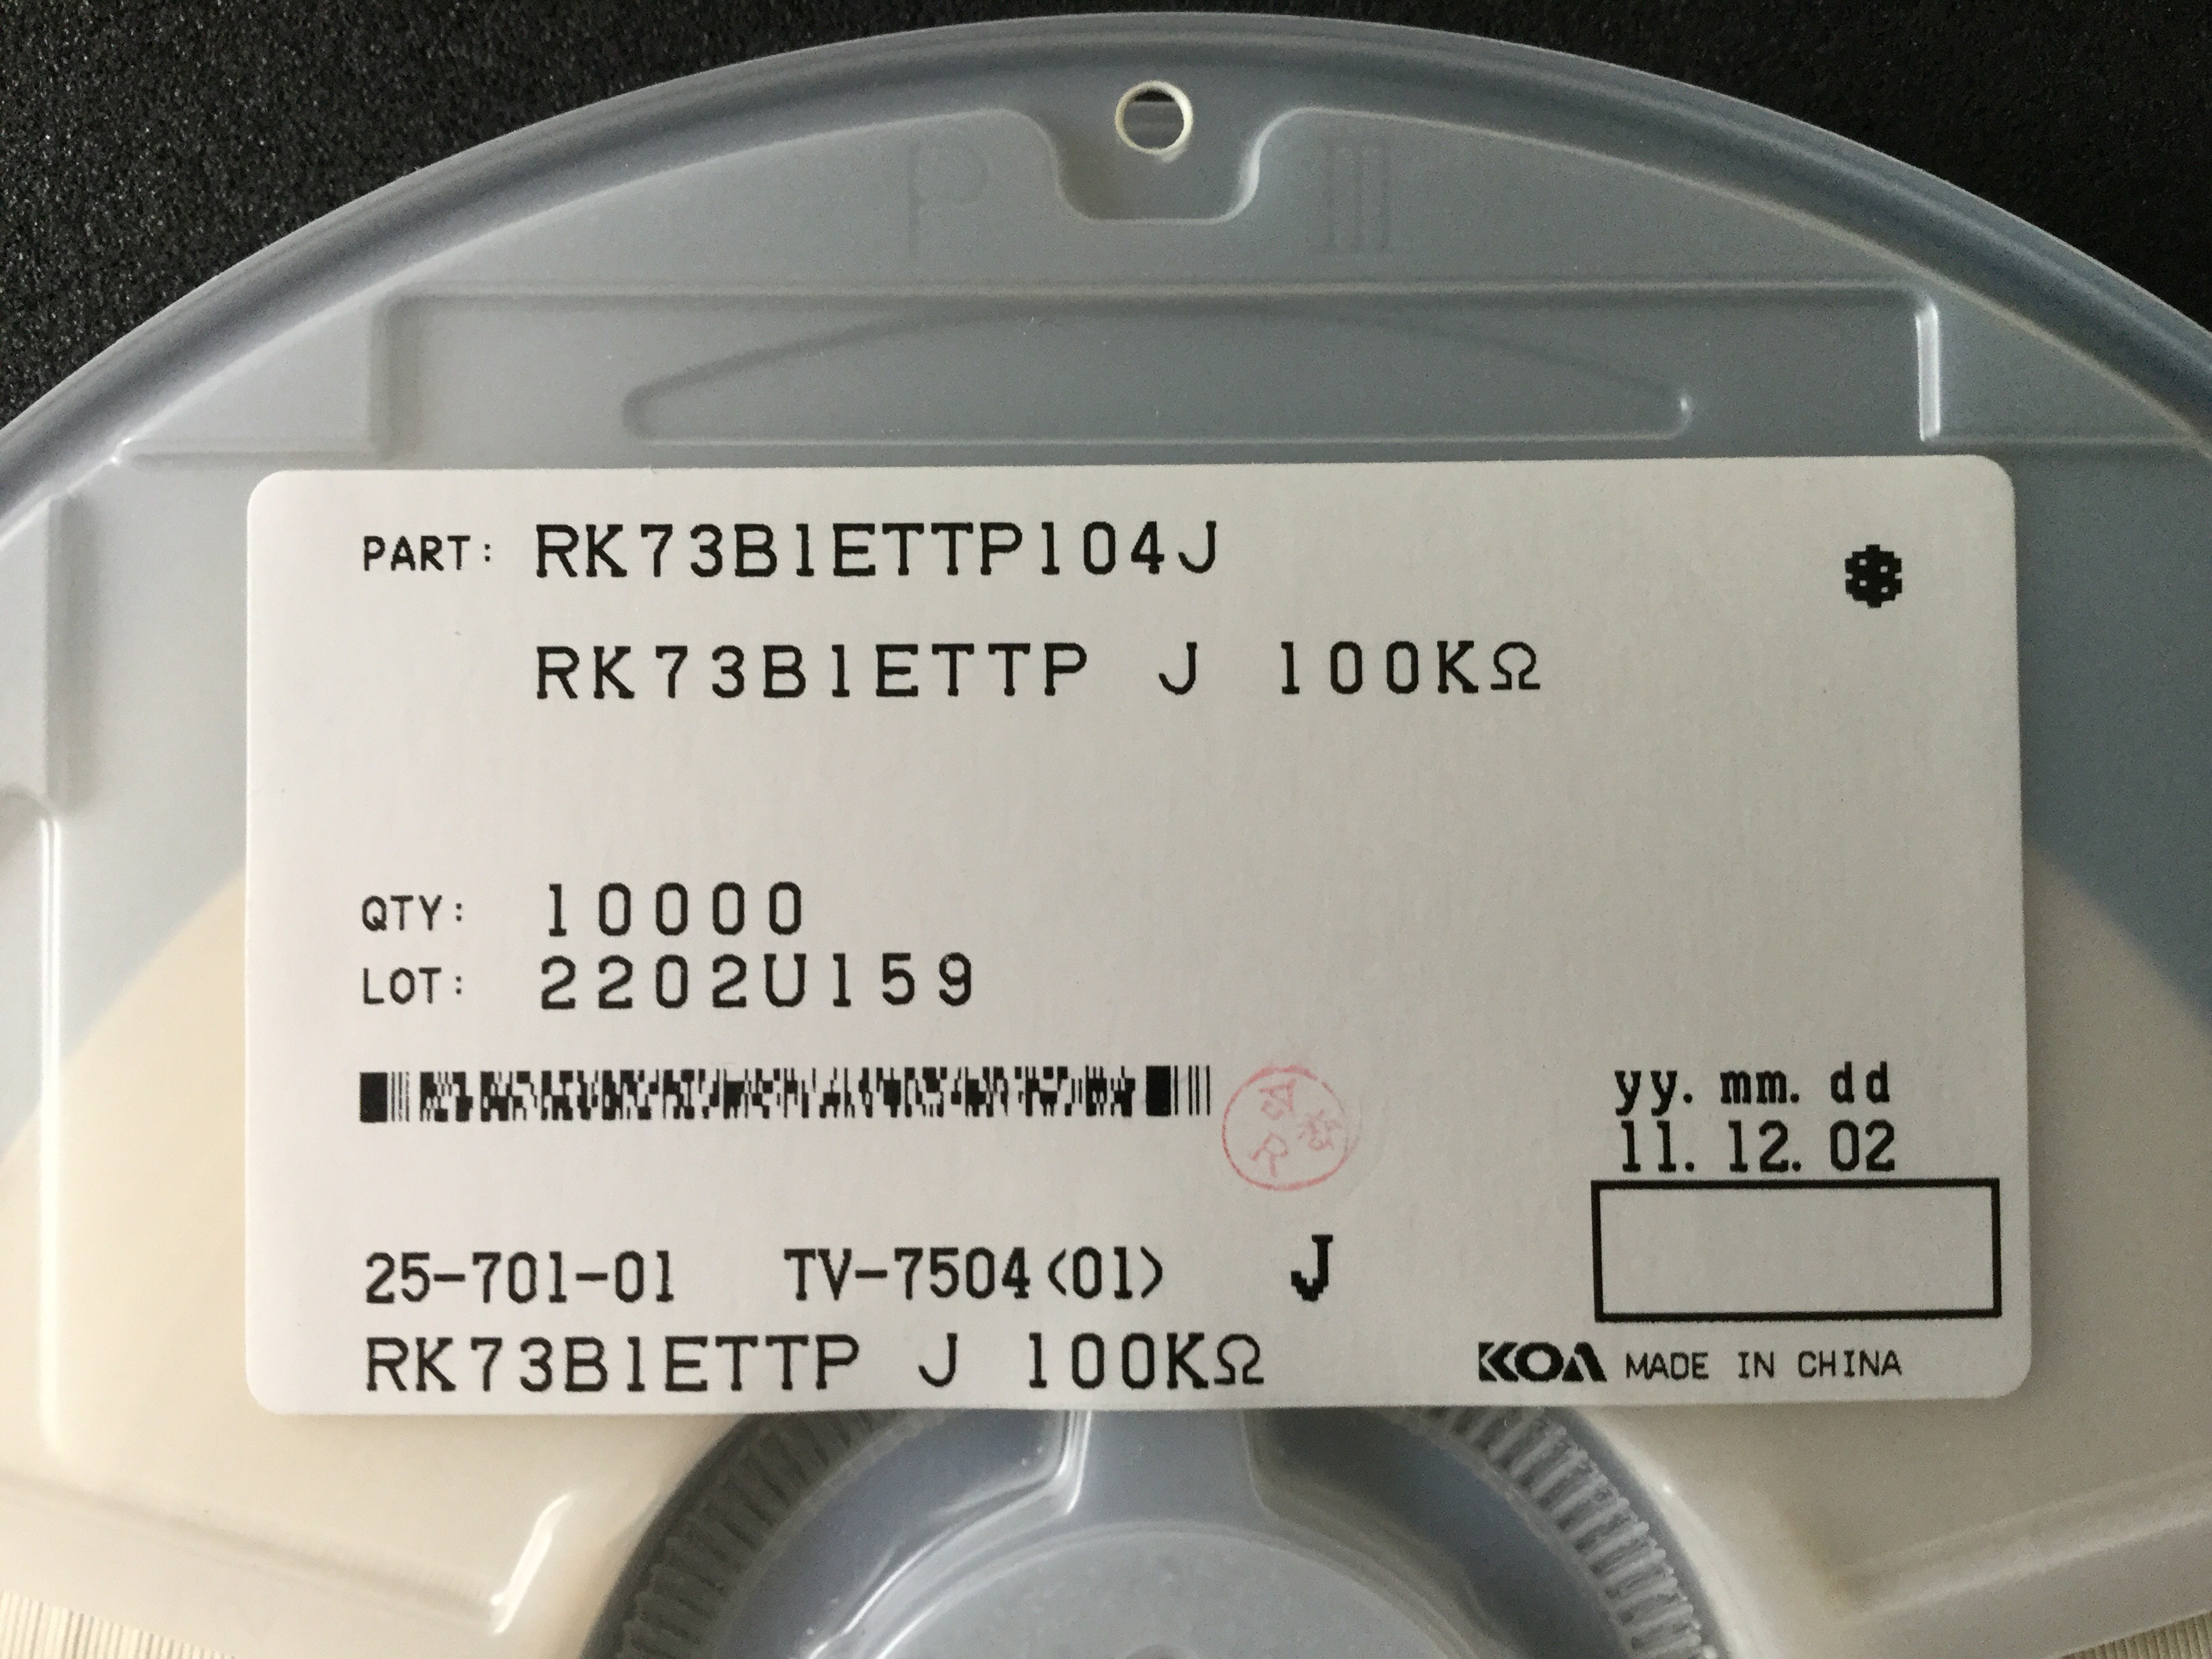 PART: RK73B1ETTP104J
RK73B1ETTP J 100KΩ
QTY: 10000
LOT: 2202U159
yy. mm. dd
11. 12. 02
25-701-01 TV-7504<01> J
RK73B1ETTP J 100KΩ
KOA MADE IN CHINA